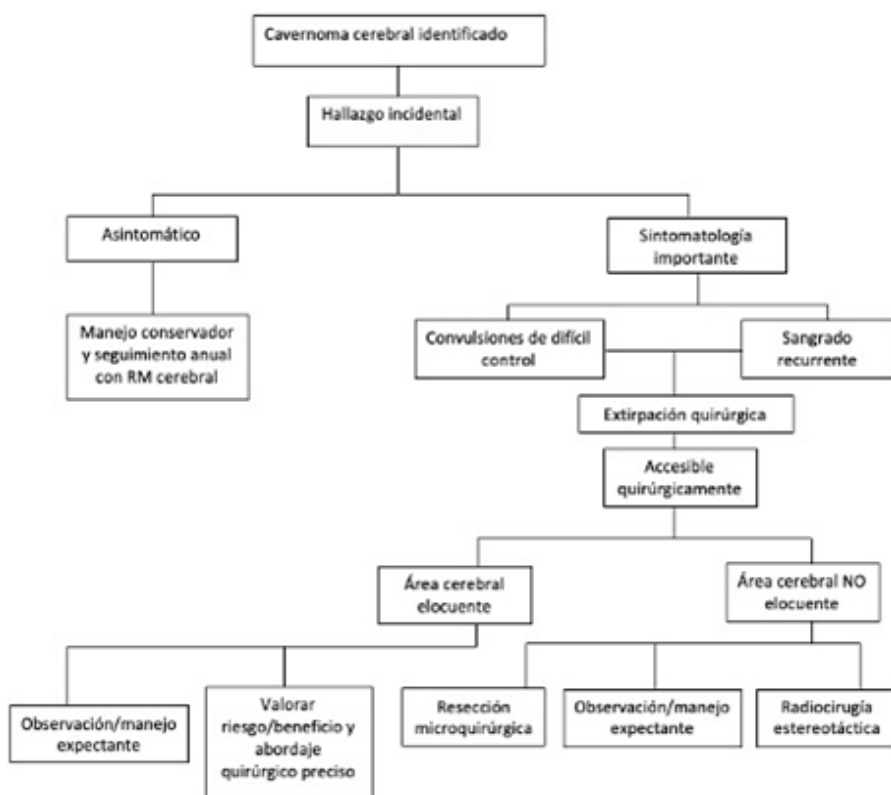 Cavernoma cerebral identificado
Hallazgo incidental
Asintomático
Sintomatología
importante
Manejo conservador
y seguimiento anual
con RM cerebral
Convulsiones de difícil
control
Sangrado
recurrente
Extirpación quirúrgica
Accesible
quirúrgicamente
Área cerebral
elocuente
Área cerebral NO
elocuente
Observación/manejo
expectante
Valorar
riesgo/beneficio y
abordaje
quirúrgico preciso
Resección
microquirúrgica
Observación/manejo
expectante
Radiocirugía
estereotáctica